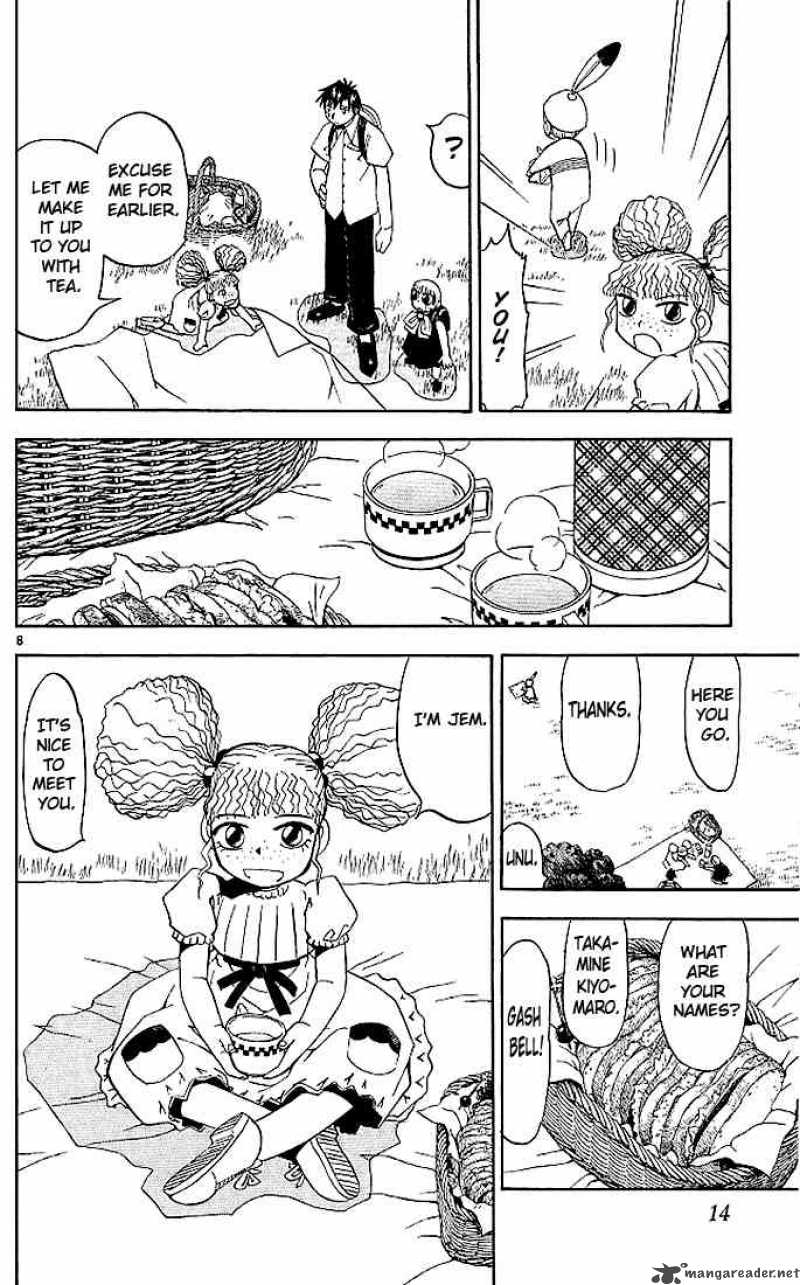 YOU!
?
EXCUSE
ME FOR
EARLIER.
LET ME
MAKE
IT UP
TO YOU
WITH
TEA.
8
HERE
YOU
GO.
THANKS.
UNU.
WHAT
ARE
YOUR
NAMES?
TAKA-
MINE
KIYO-
MARO.
GASH
BELL!
I'M JEM.
IT'S
NICE
TO
MEET
YOU.
14
mangareader.net